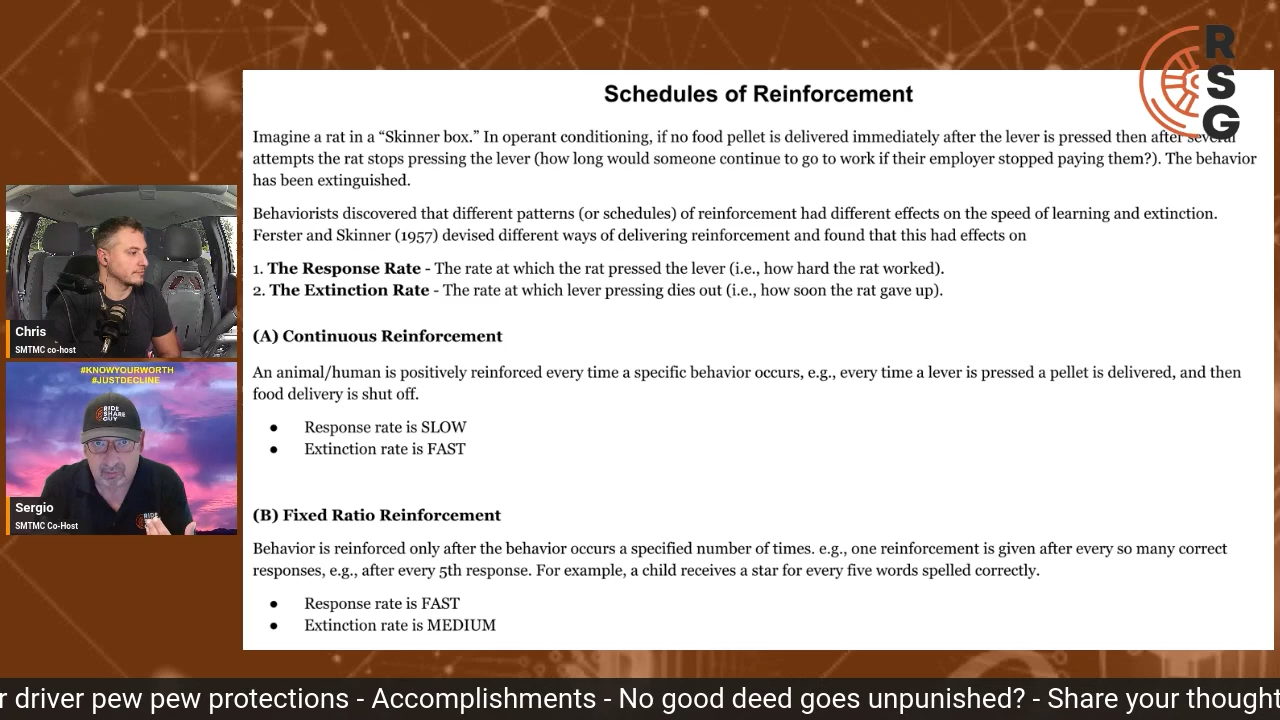 R
S
G
Schedules of Reinforcement
Imagine a rat in a “Skinner box.” In operant conditioning, if no food pellet is delivered immediately after the lever is pressed then after several
attempts the rat stops pressing the lever (how long would someone continue to go to work if their employer stopped paying them?). The behavior
has been extinguished.
Behaviorists discovered that different patterns (or schedules) of reinforcement had different effects on the speed of learning and extinction.
Ferster and Skinner (1957) devised different ways of delivering reinforcement and found that this had effects on
1. The Response Rate - The rate at which the rat pressed the lever (i.e., how hard the rat worked).
2. The Extinction Rate - The rate at which lever pressing dies out (i.e., how soon the rat gave up).
(A) Continuous Reinforcement
An animal/human is positively reinforced every time a specific behavior occurs, e.g., every time a lever is pressed a pellet is delivered, and then
food delivery is shut off.
● Response rate is SLOW
● Extinction rate is FAST
(B) Fixed Ratio Reinforcement
Behavior is reinforced only after the behavior occurs a specified number of times. e.g., one reinforcement is given after every so many correct
responses, e.g., after every 5th response. For example, a child receives a star for every five words spelled correctly.
● Response rate is FAST
● Extinction rate is MEDIUM
Chris
SMTMC co-host
#KNOWYOURWORTH
#JUSTDECLINE
RIDE
SHARE
GUY
Sergio
SMTMC Co-Host
r driver pew pew protections - Accomplishments - No good deed goes unpunished? - Share your thought